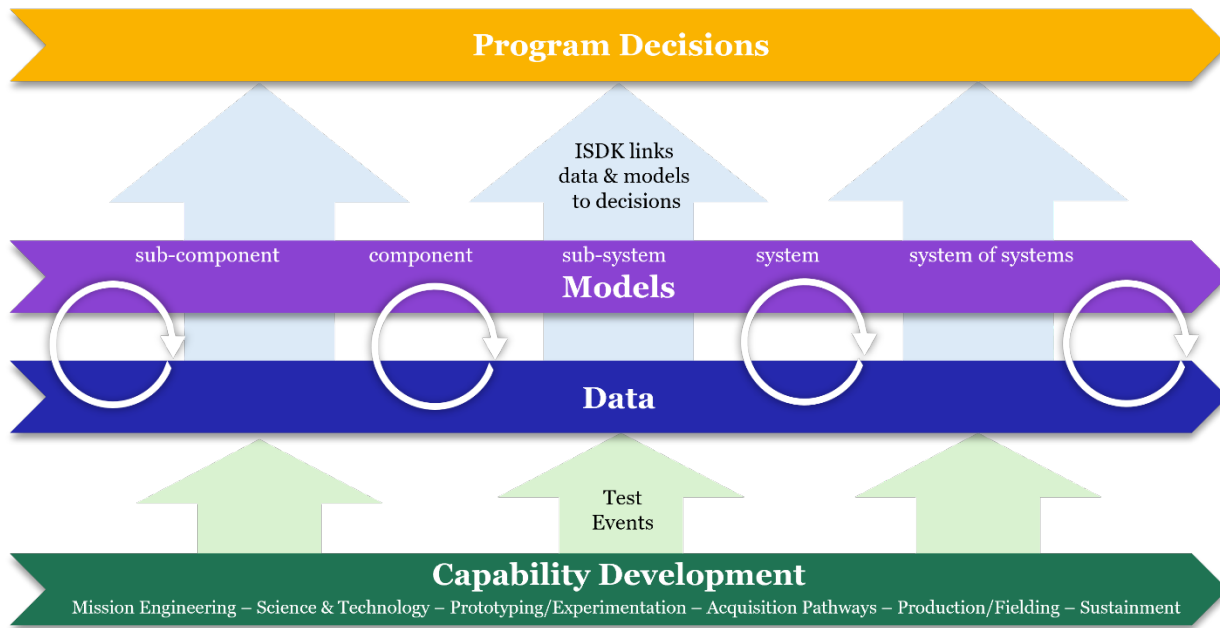 Program Decisions
ISDK links
data & models
to decisions
sub-component component sub-system system system of systems
Models
Data
Test
Events
Capability Development
Mission Engineering – Science & Technology – Prototyping/Experimentation – Acquisition Pathways – Production/Fielding – Sustainment